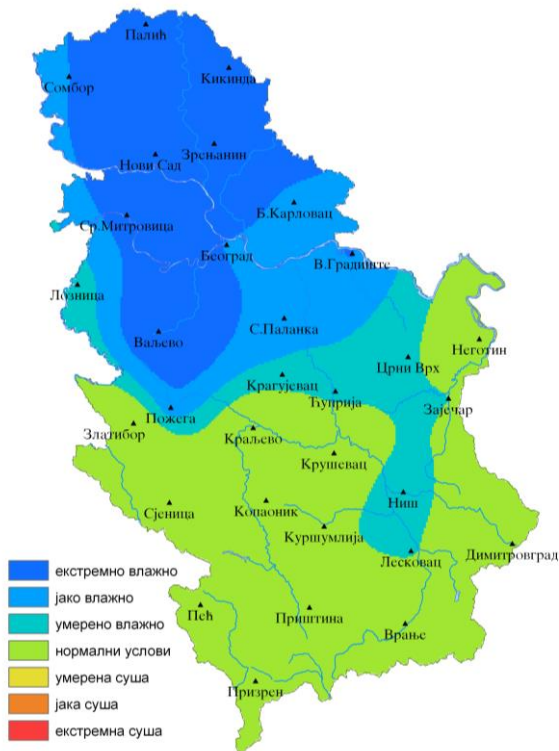 Палић
Сомбор
Кикинда
Зрењанин
Нови Сад
Б.Карловац
Ср.Митровица
Београд
В.Градиште
Лозница
С.Паланка
Ваљево
Неготин
Црни Врх
Крагујевац
Ћуприја
Зајечар
Пожега
Златибор
Краљево
Крушевац
Ниш
Сјеница
Копаоник
Куршумлија
Димитровград
Лесковац
Пећ
Приштина
Врање
Призрен
екстремно влажно
јако влажно
умерено влажно
нормални услови
умерена суша
јака суша
екстремна суша